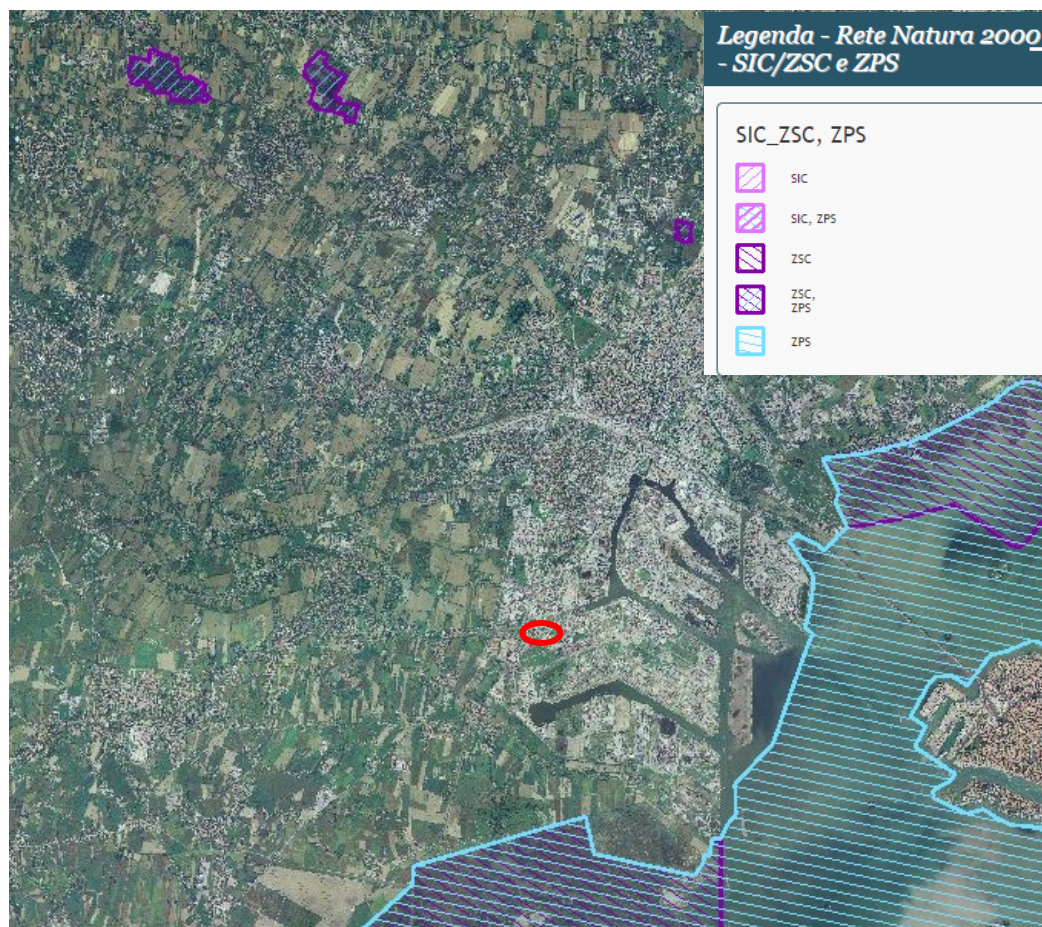 Legenda - Rete Natura 2000
- SIC/ZSC e ZPS
SIC_ZSC, ZPS
SIC
SIC, ZPS
ZSC
ZSC,
ZPS
ZPS